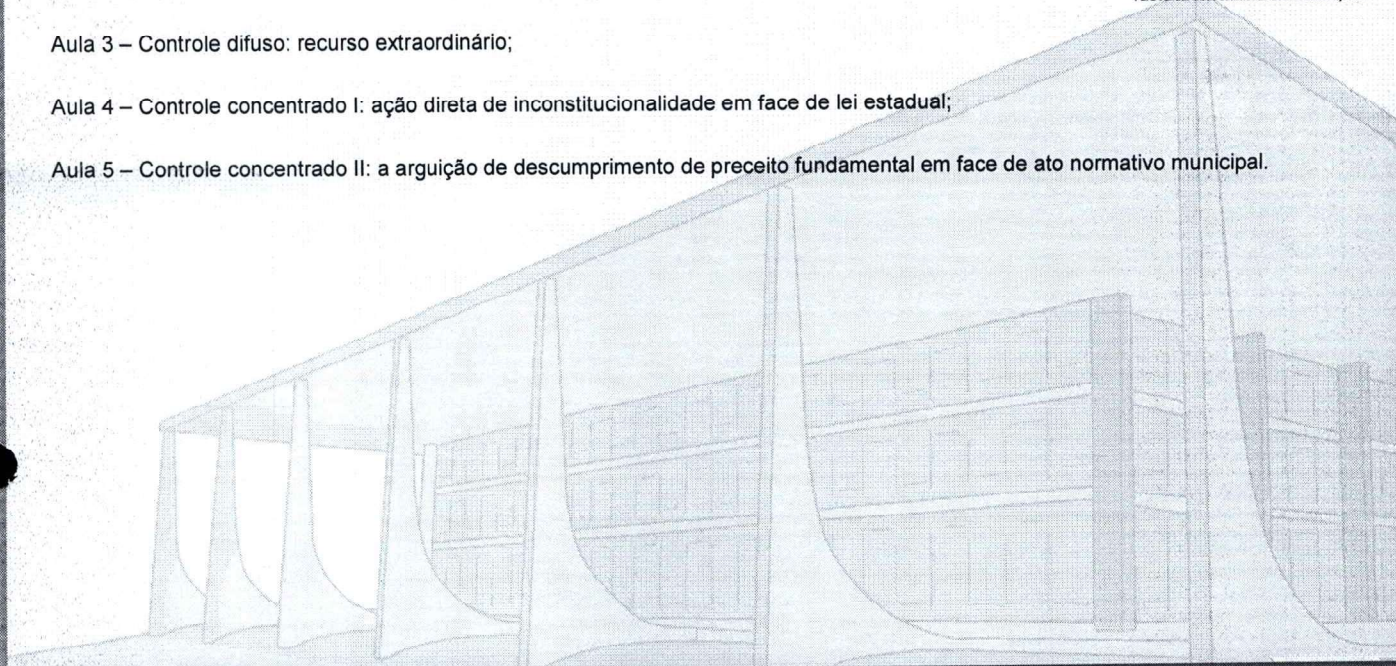 Aula 3 – Controle difuso: recurso extraordinário;
Aula 4 – Controle concentrado I: ação direta de inconstitucionalidade em face de lei estadual;
Aula 5 – Controle concentrado II: a arguição de descumprimento de preceito fundamental em face de ato normativo municipal.